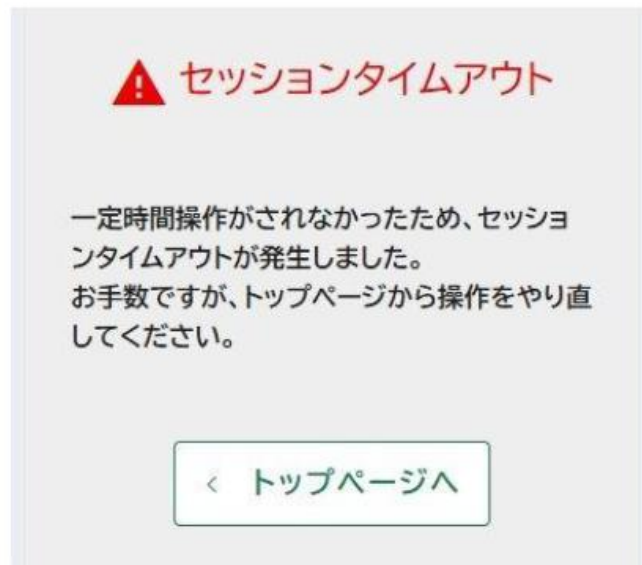 セッションタイムアウト
一定時間操作がされなかったため、セッショ
ンタイムアウトが発生しました。
お手数ですが、トップページから操作をやり直
してください。
< トップページへ